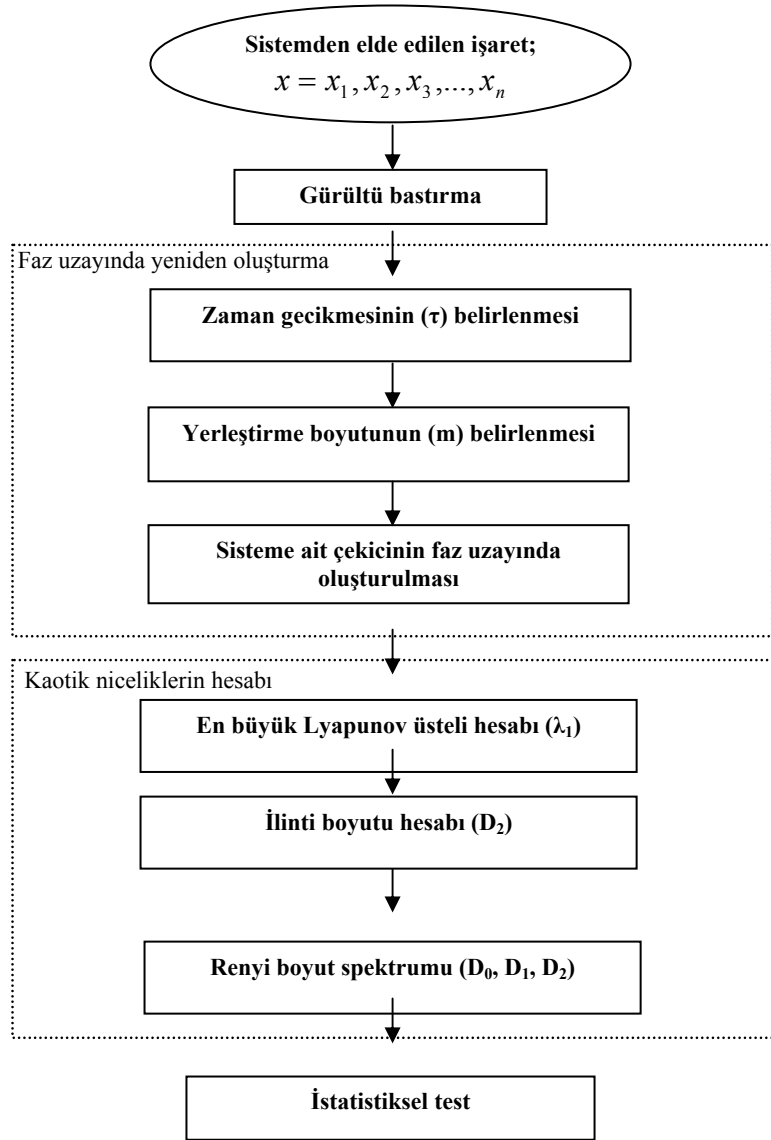 Sistemden elde edilen işaret;
x = x₁, x₂, x₃,..., xₙ
Gürültü bastırma
Faz uzayında yeniden oluşturma
Zaman gecikmesinin (τ) belirlenmesi
Yerleştirme boyutunun (m) belirlenmesi
Sisteme ait çekicinin faz uzayında
oluşturulması
Kaotik niceliklerin hesabı
En büyük Lyapunov üsteli hesabı (λ₁)
İlinti boyutu hesabı (D₂)
Renyi boyut spektrumu (D₀, D₁, D₂)
İstatistiksel test